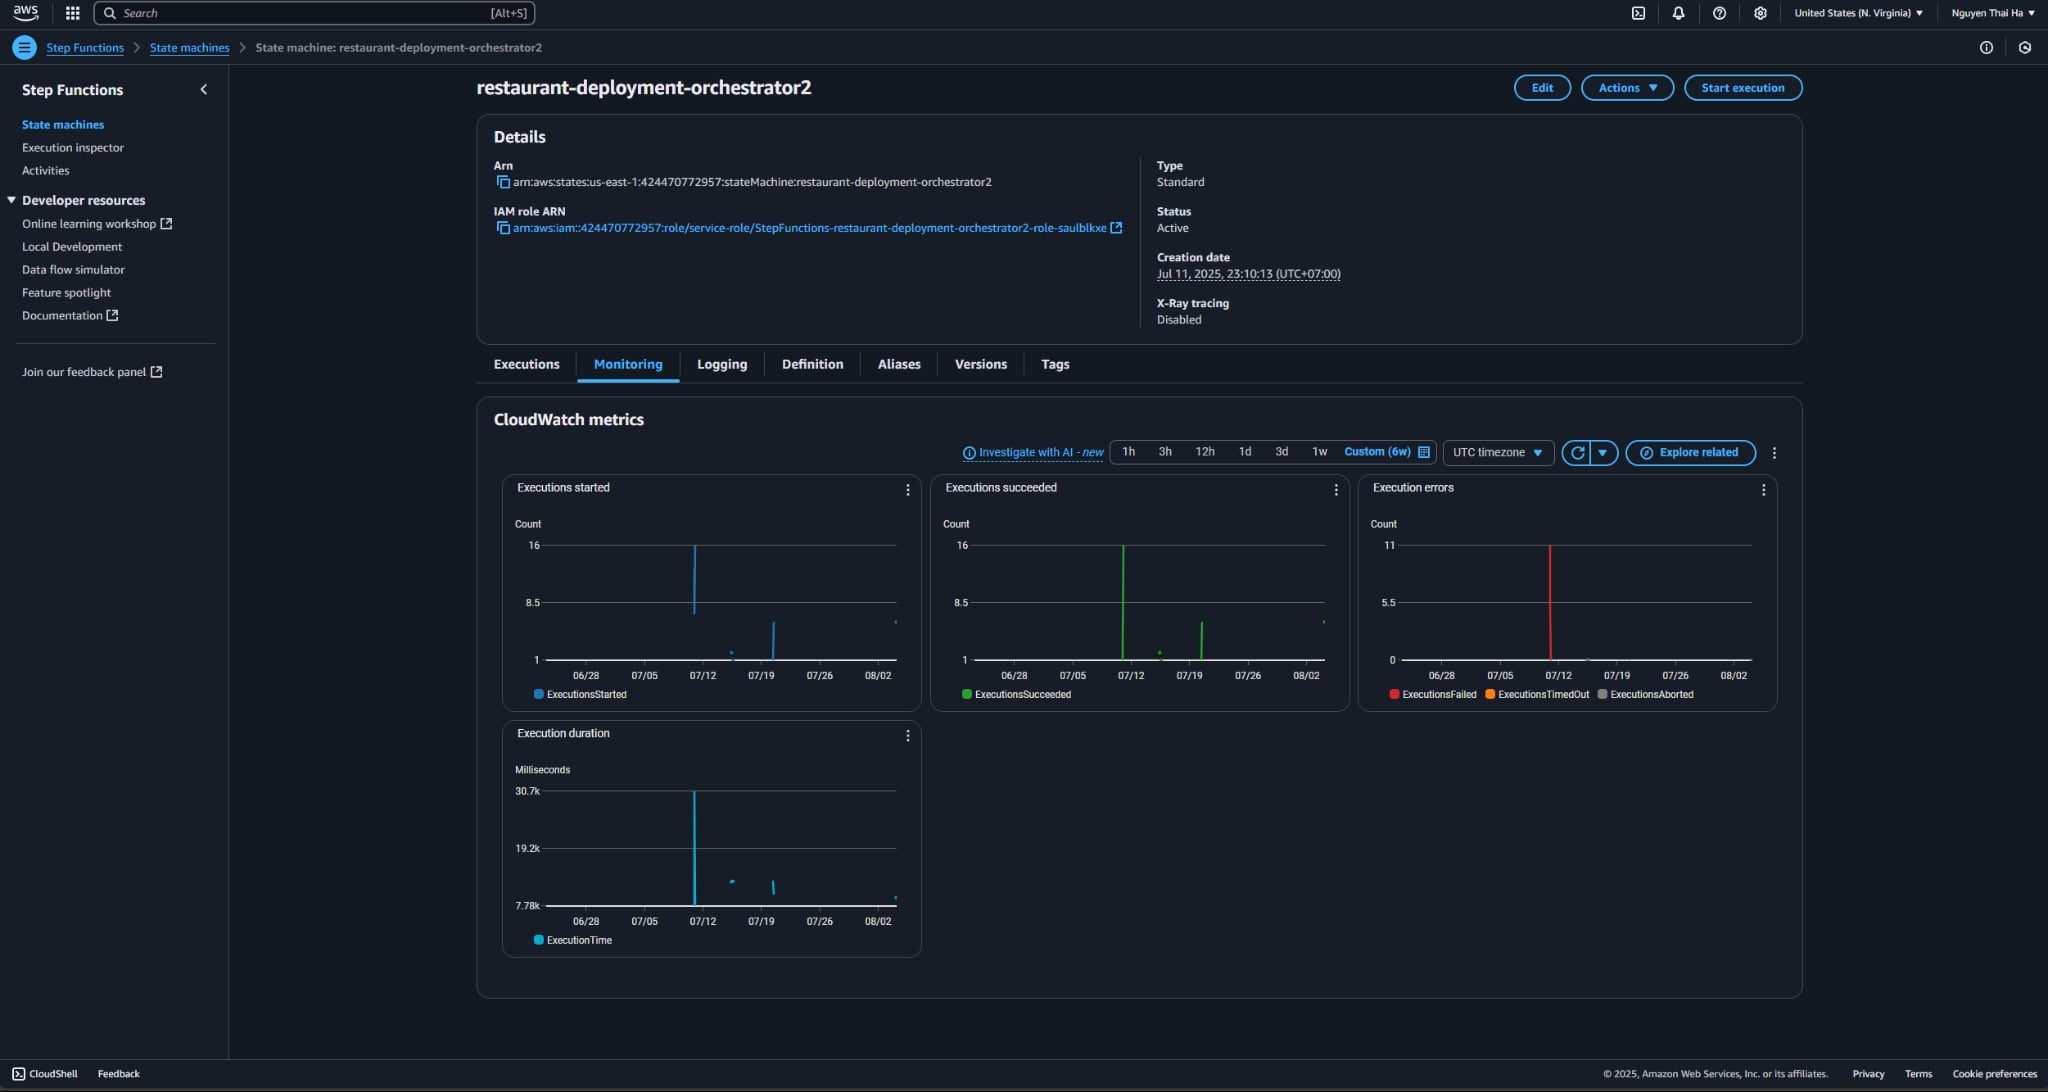 aws
Search [Alt+S]
United States (N. Virginia)
Nguyen Thai Ha
Step Functions
State machines
State machine: restaurant-deployment-orchestrator2
Step Functions
State machines
Execution inspector
Activities
Developer resources
Online learning workshop
Local Development
Data flow simulator
Feature spotlight
Documentation
Join our feedback panel
restaurant-deployment-orchestrator2
Edit
Actions
Start execution
Details
Arn
arn:aws:states:us-east-1:424470772957:stateMachine:restaurant-deployment-orchestrator2
IAM role ARN
arn:aws:iam::424470772957:role/service-role/StepFunctions-restaurant-deployment-orchestrator2-role-saulblkxe
Type
Standard
Status
Active
Creation date
Jul 11, 2025, 23:10:13 (UTC+07:00)
X-Ray tracing
Disabled
Executions
Monitoring
Logging
Definition
Aliases
Versions
Tags
CloudWatch metrics
Investigate with AI - new
1h 3h 12h 1d 3d 1w Custom (6w)
UTC timezone
Explore related
Executions started
Count
16
8.5
1
06/28 07/05 07/12 07/19 07/26 08/02
ExecutionsStarted
Executions succeeded
Count
16
8.5
1
06/28 07/05 07/12 07/19 07/26 08/02
ExecutionsSucceeded
Execution errors
Count
11
5.5
0
06/28 07/05 07/12 07/19 07/26 08/02
ExecutionsFailed ExecutionsTimedOut ExecutionsAborted
Execution duration
Milliseconds
30.7k
19.2k
7.78k
06/28 07/05 07/12 07/19 07/26 08/02
ExecutionTime
CloudShell
Feedback
© 2025, Amazon Web Services, Inc. or its affiliates.
Privacy
Terms
Cookie preferences